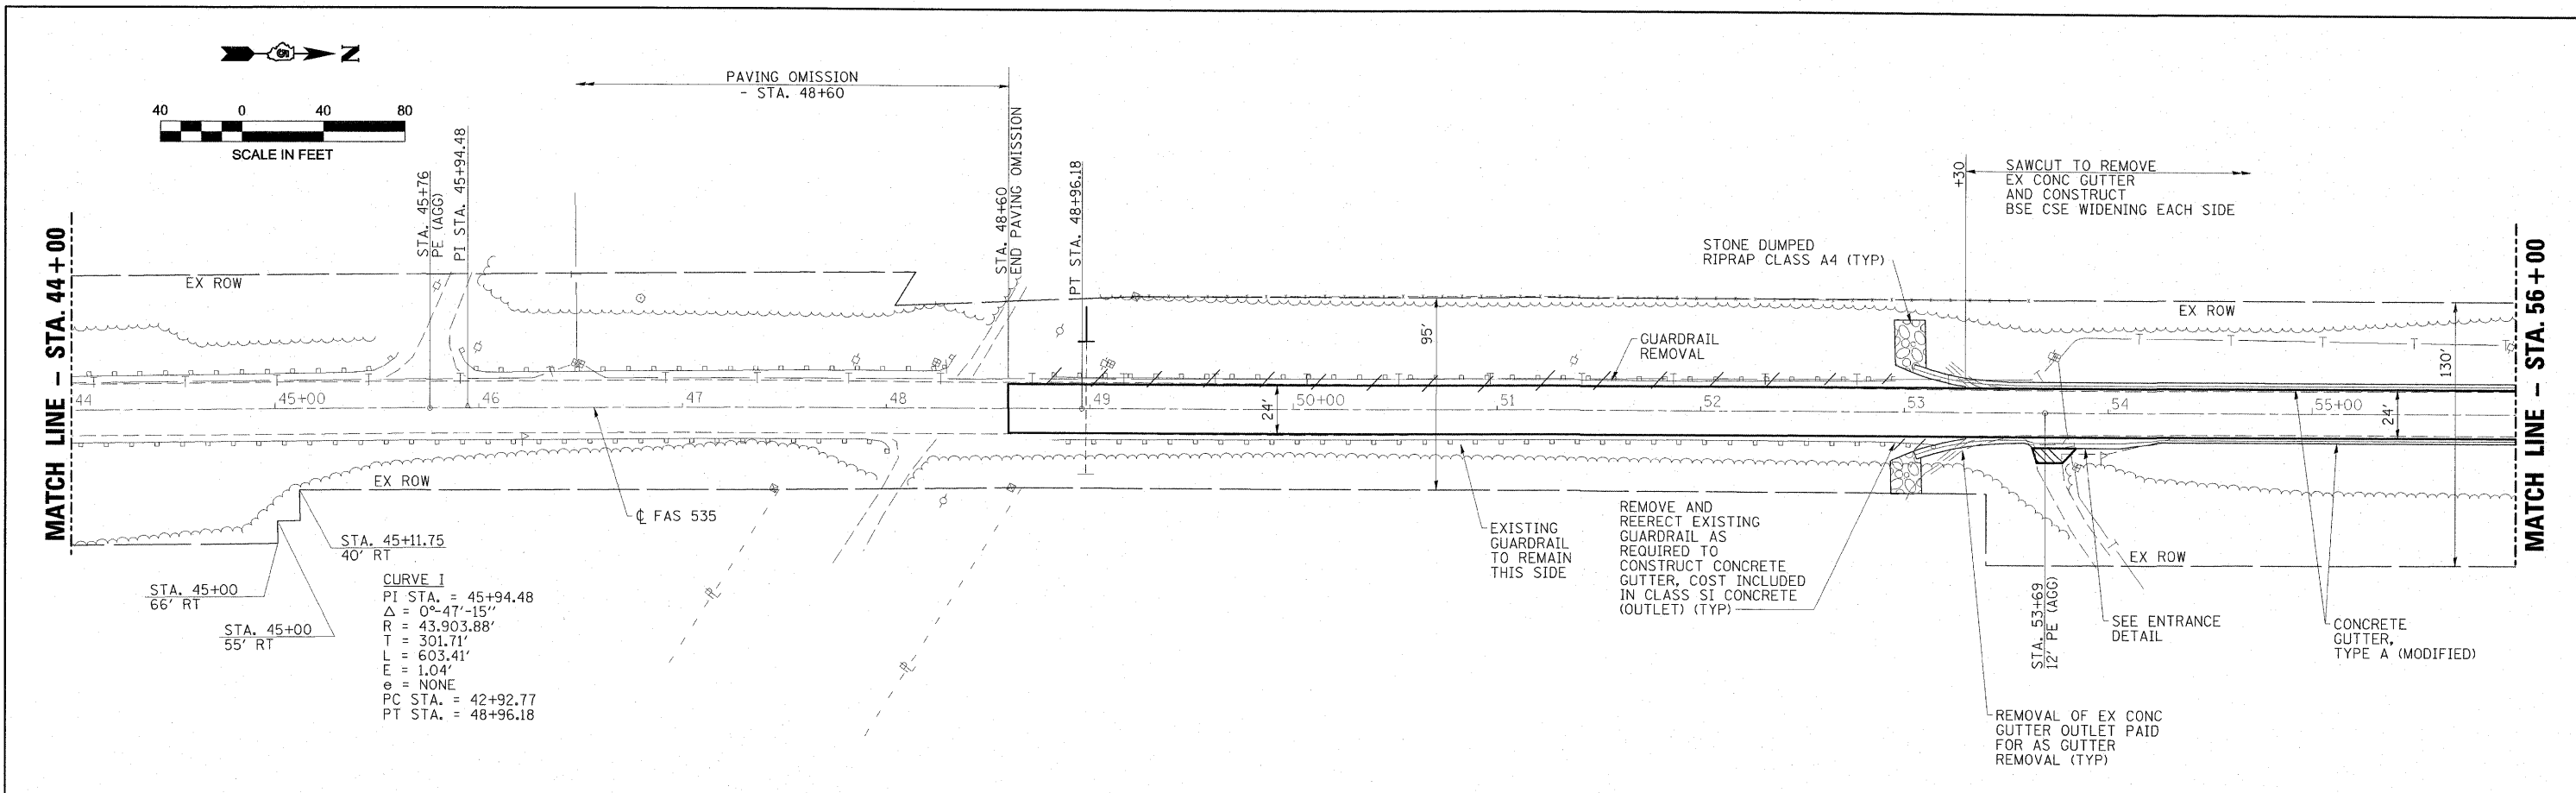 N
40 0 40 80
SCALE IN FEET
PAVING OMISSION
- STA. 48+60
STA. 45+76
PE (AGG)
PI STA. 45+94.48
STA. 48+60
END PAVING OMISSION
PT STA. 48+96.18
+30
SAWCUT TO REMOVE
EX CONC GUTTER
AND CONSTRUCT
BSE CSE WIDENING EACH SIDE
STONE DUMPED
RIPRAP CLASS A4 (TYP)
MATCH LINE - STA. 44+00
EX ROW
95'
GUARDRAIL
REMOVAL
EX ROW
130'
MATCH LINE - STA. 56+00
44 45+00 46 47 48 49 50+00 51 52 53 54 55+00
24'
24'
EX ROW
℄ FAS 535
STA. 45+11.75
40' RT
STA. 45+00
66' RT
STA. 45+00
55' RT
CURVE 1
PI STA. = 45+94.48
Δ = 0°-47'-15''
R = 43.903.88'
T = 301.71'
L = 603.41'
E = 1.04'
e = NONE
PC STA. = 42+92.77
PT STA. = 48+96.18
EXISTING
GUARDRAIL
TO REMAIN
THIS SIDE
REMOVE AND
REERECT EXISTING
GUARDRAIL AS
REQUIRED TO
CONSTRUCT CONCRETE
GUTTER, COST INCLUDED
IN CLASS SI CONCRETE
(OUTLET) (TYP)
EX ROW
STA. 53+69
12' PE (AGG)
SEE ENTRANCE
DETAIL
CONCRETE
GUTTER,
TYPE A (MODIFIED)
REMOVAL OF EX CONC
GUTTER OUTLET PAID
FOR AS GUTTER
REMOVAL (TYP)